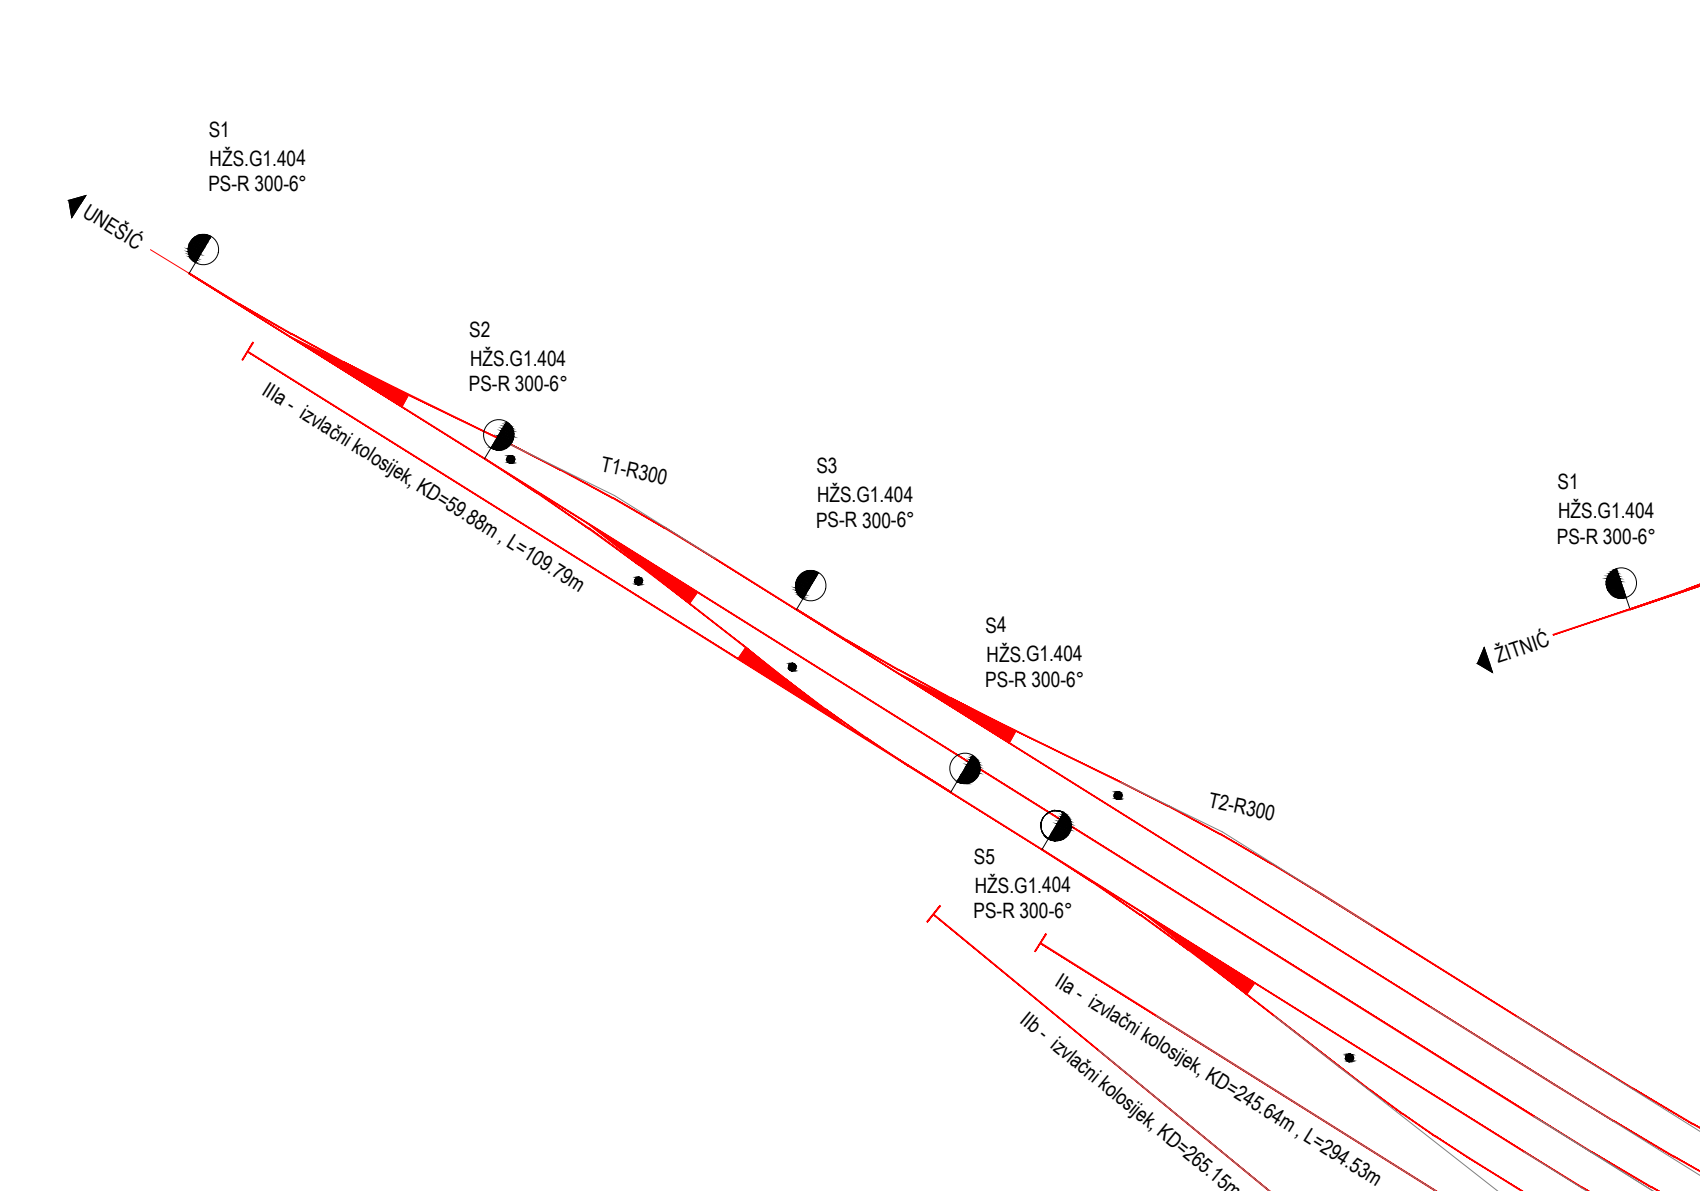 S1
HŽS.G1.404
PS-R 300-6°
UNEŠIĆ
S2
HŽS.G1.404
PS-R 300-6°
IIIa - izvlačni kolosijek, KD=59.88m , L=109.79m
T1-R300
S3
HŽS.G1.404
PS-R 300-6°
S1
HŽS.G1.404
PS-R 300-6°
ŽITNIĆ
S4
HŽS.G1.404
PS-R 300-6°
T2-R300
S5
HŽS.G1.404
PS-R 300-6°
IIa - izvlačni kolosijek, KD=245.64m , L=294.53m
IIb - izvlačni kolosijek, KD=265.15m